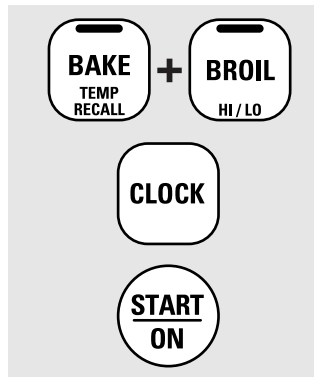 BAKE + BROIL
TEMP
RECALL
HI / LO
CLOCK
START
ON